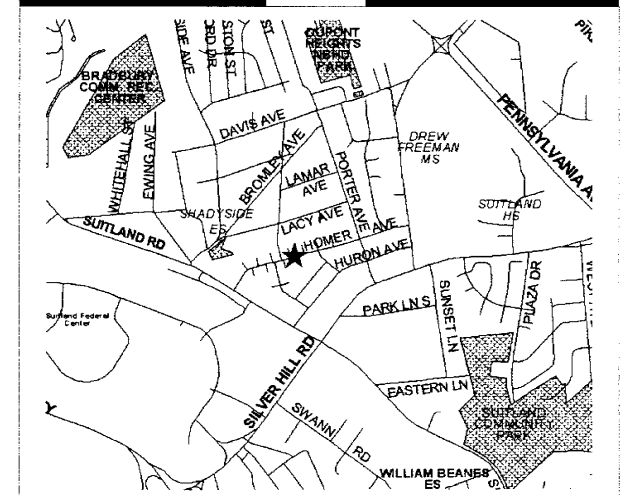 SIDE AVE
ORD DR
SION ST
ST
DUPONT
HEIGHTS
NBHD
PARK
BRADBURY
COMM. REC.
CENTER
WHITEHALL ST
EWING AVE
DAVIS AVE
BROMLEY AVE
LAMAR
AVE
PORTER AVE
DREW
FREEMAN
MS
PENNSYLVANIA A
SHADYSIDE
ES
LACY AVE
HOMER AVE
HURON AVE
SUITLAND
HS
SUITLAND RD
Suitland Federal
Center
PARK LN S
SUNSET LN
PLAZA DR
SILVER HILL RD
EASTERN LN
SWANN RD
SUITLAND
COMMUNITY
PARK
WILLIAM BEANES
ES
Y
S